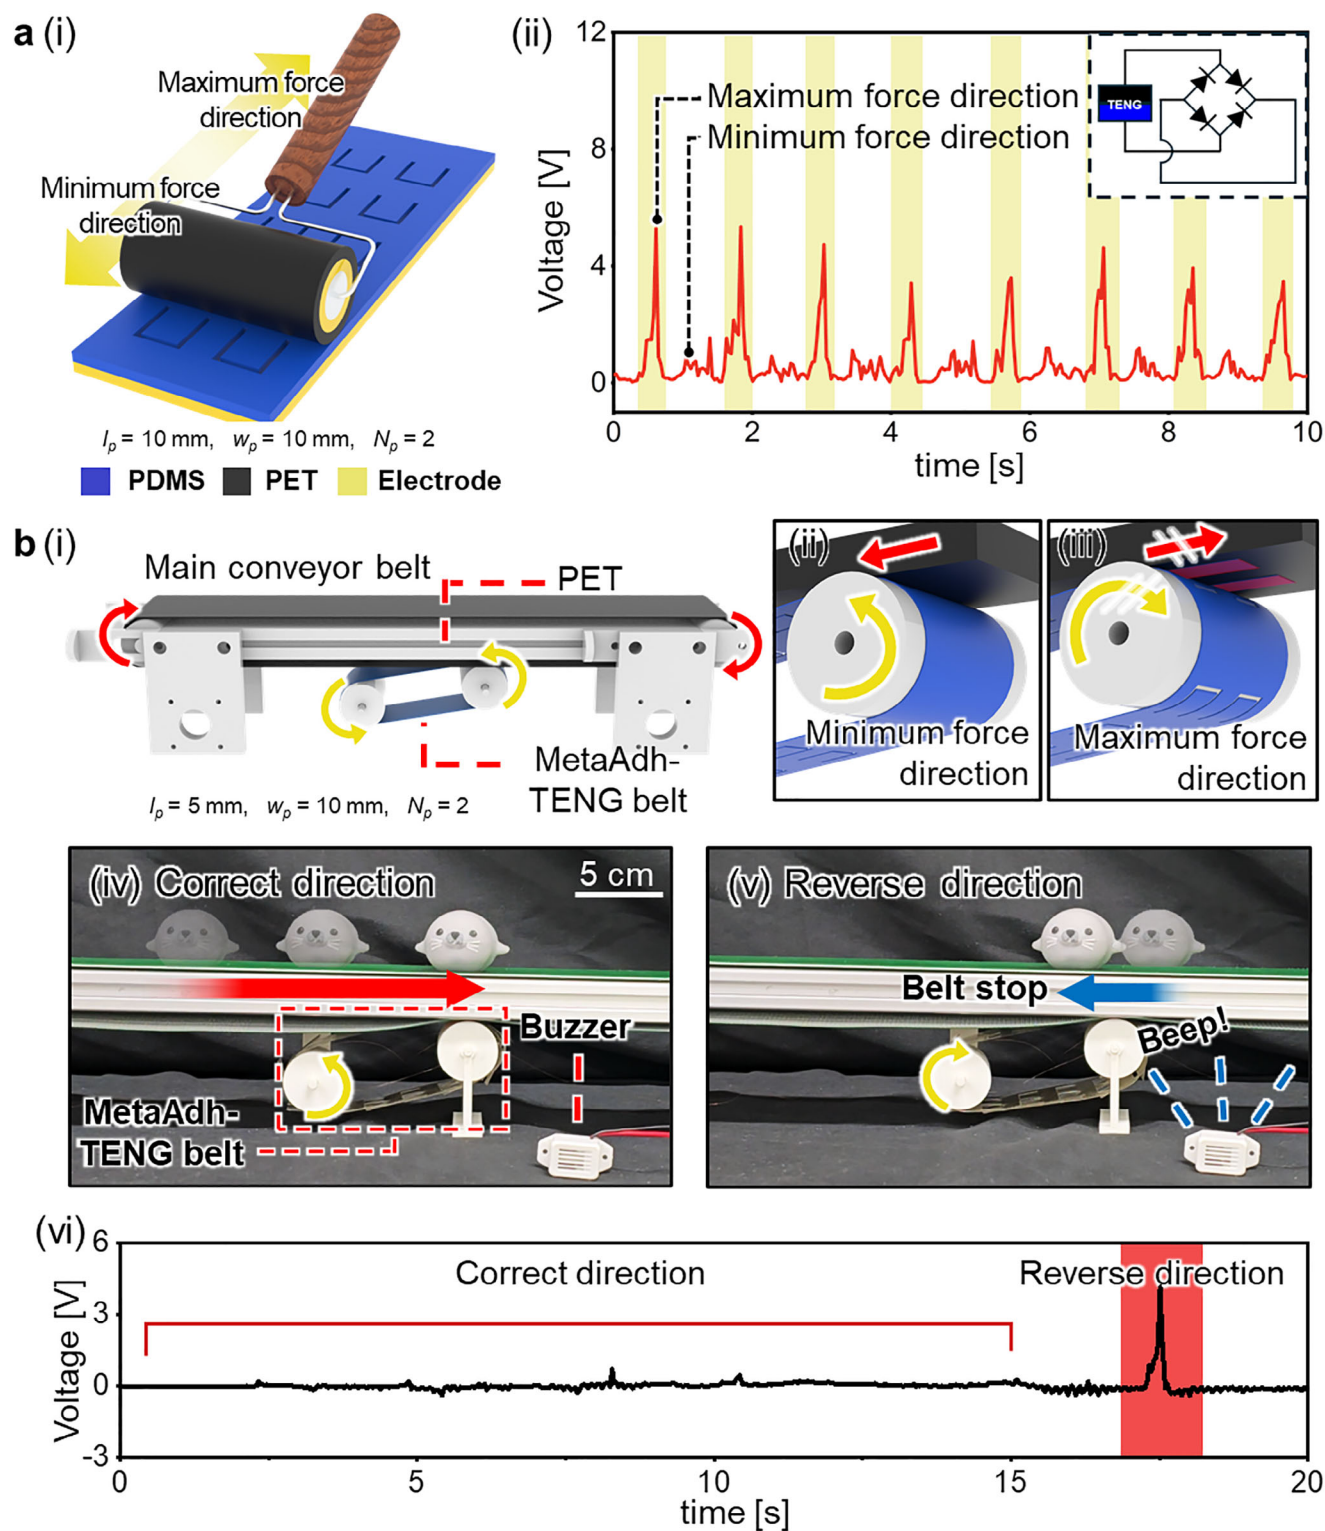 a (i)
Maximum force
direction
Minimum force
direction
lp = 10 mm, wp = 10 mm, Np = 2
PDMS PET Electrode
(ii)
12
8
4
0
Voltage [V]
Maximum force direction
Minimum force direction
TENG
0 2 4 6 8 10
time [s]
b (i)
Main conveyor belt
PET
MetaAdh-
TENG belt
lp = 5 mm, wp = 10 mm, Np = 2
(ii)
Minimum force
direction
(iii)
Maximum force
direction
(iv) Correct direction
5 cm
Buzzer
MetaAdh-
TENG belt
(v) Reverse direction
Belt stop
Beep!
(vi)
6
3
0
-3
Voltage [V]
Correct direction
Reverse direction
0 5 10 15 20
time [s]